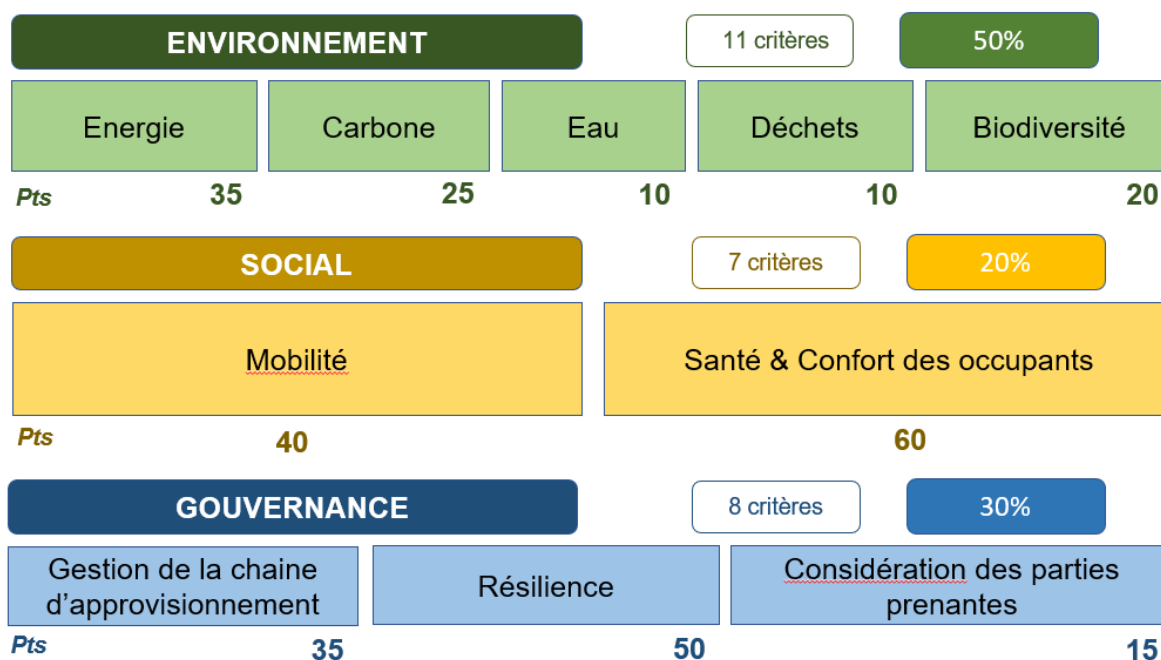 ENVIRONNEMENT 11 critères 50%
Energie Carbone Eau Déchets Biodiversité
Pts 35 25 10 10 20
SOCIAL 7 critères 20%
Mobilité Santé & Confort des occupants
Pts 40 60
GOUVERNANCE 8 critères 30%
Gestion de la chaine
d'approvisionnement
Résilience
Considération des parties
prenantes
Pts 35 50 15